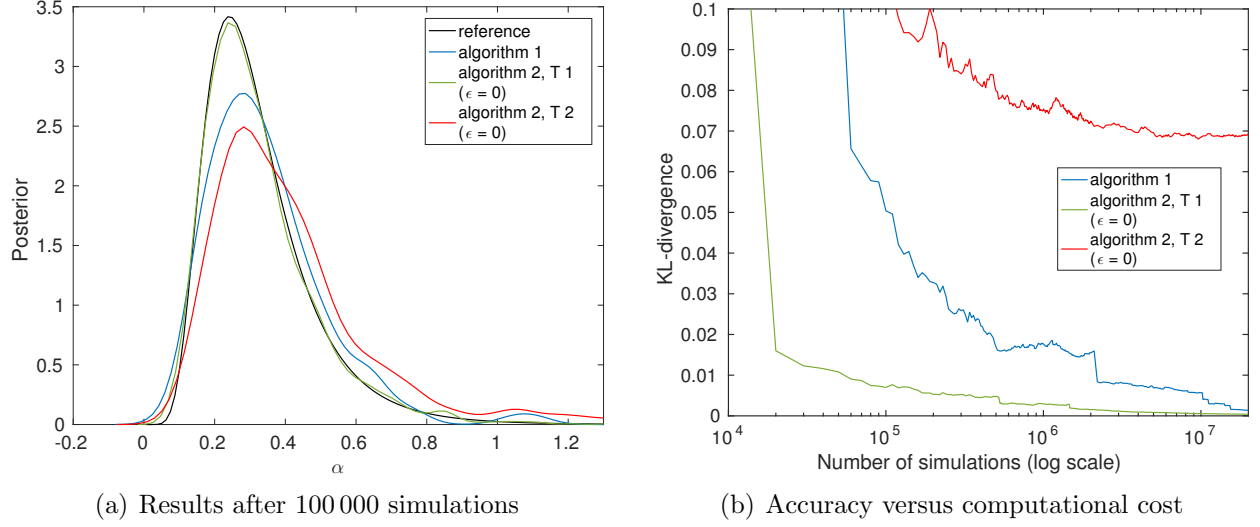 3.5
3
2.5
2
1.5
1
0.5
0
Posterior
-0.2
0
0.2
0.4
0.6
0.8
1
1.2
α
reference
algorithm 1
algorithm 2, T 1
(ϵ = 0)
algorithm 2, T 2
(ϵ = 0)
(a) Results after 100 000 simulations
0.1
0.09
0.08
0.07
0.06
0.05
0.04
0.03
0.02
0.01
0
KL-divergence
10^4
10^5
10^6
10^7
Number of simulations (log scale)
algorithm 1
algorithm 2, T 1
(ϵ = 0)
algorithm 2, T 2
(ϵ = 0)
(b) Accuracy versus computational cost